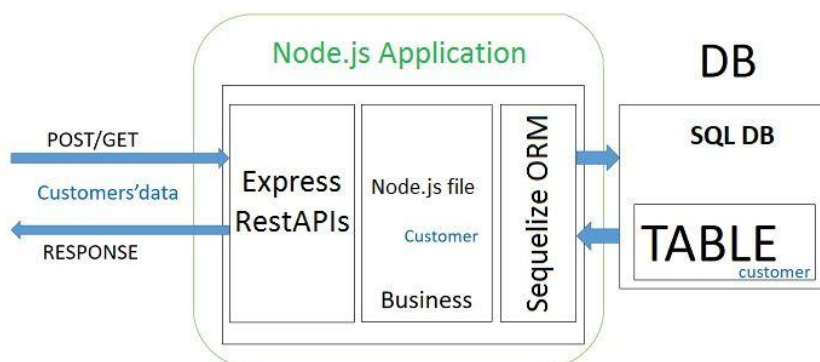 Node.js Application
POST/GET
Customers'data
RESPONSE
Express
RestAPIs
Node.js file
Customer
Business
Sequelize ORM
DB
SQL DB
TABLE
customer